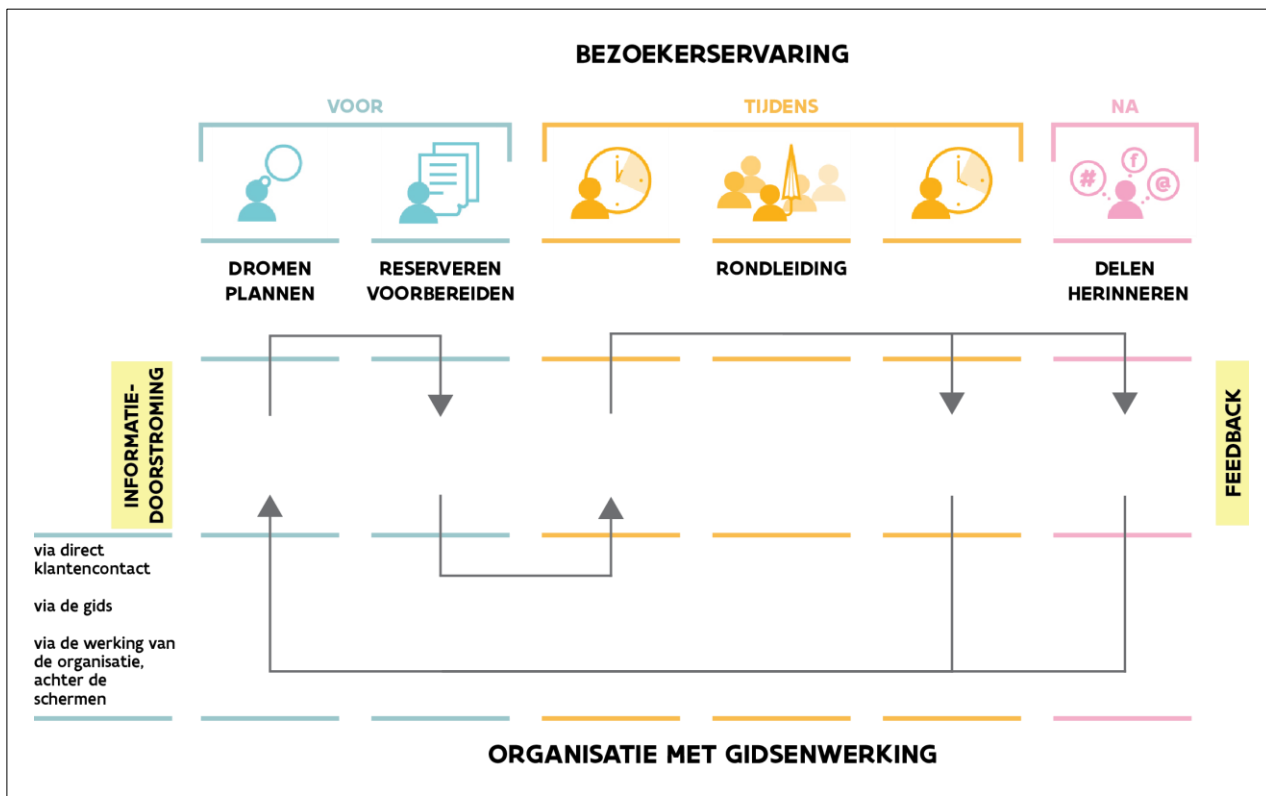 BEZOEKERSERVARING
VOOR
TIJDENS
NA
#
f
@
DROMEN
PLANNEN
RESERVEREN
VOORBEREIDEN
RONDLEIDING
DELEN
HERINNEREN
INFORMATIE-
DOORSTROMING
FEEDBACK
via direct
klantencontact
via de gids
via de werking van
de organisatie,
achter de
schermen
ORGANISATIE MET GIDSENWERKING